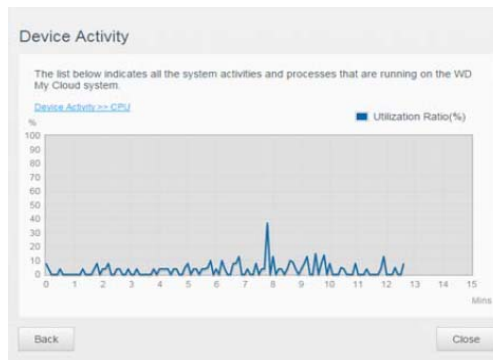 Device Activity
The list below indicates all the system activities and processes that are running on the WD
My Cloud system.
Device Activity >> CPU
Utilization Ratio(%)
%
100
90
80
70
60
50
40
30
20
10
0
0 1 2 3 4 5 6 7 8 9 10 11 12 13 14 15
Mins
Back
Close